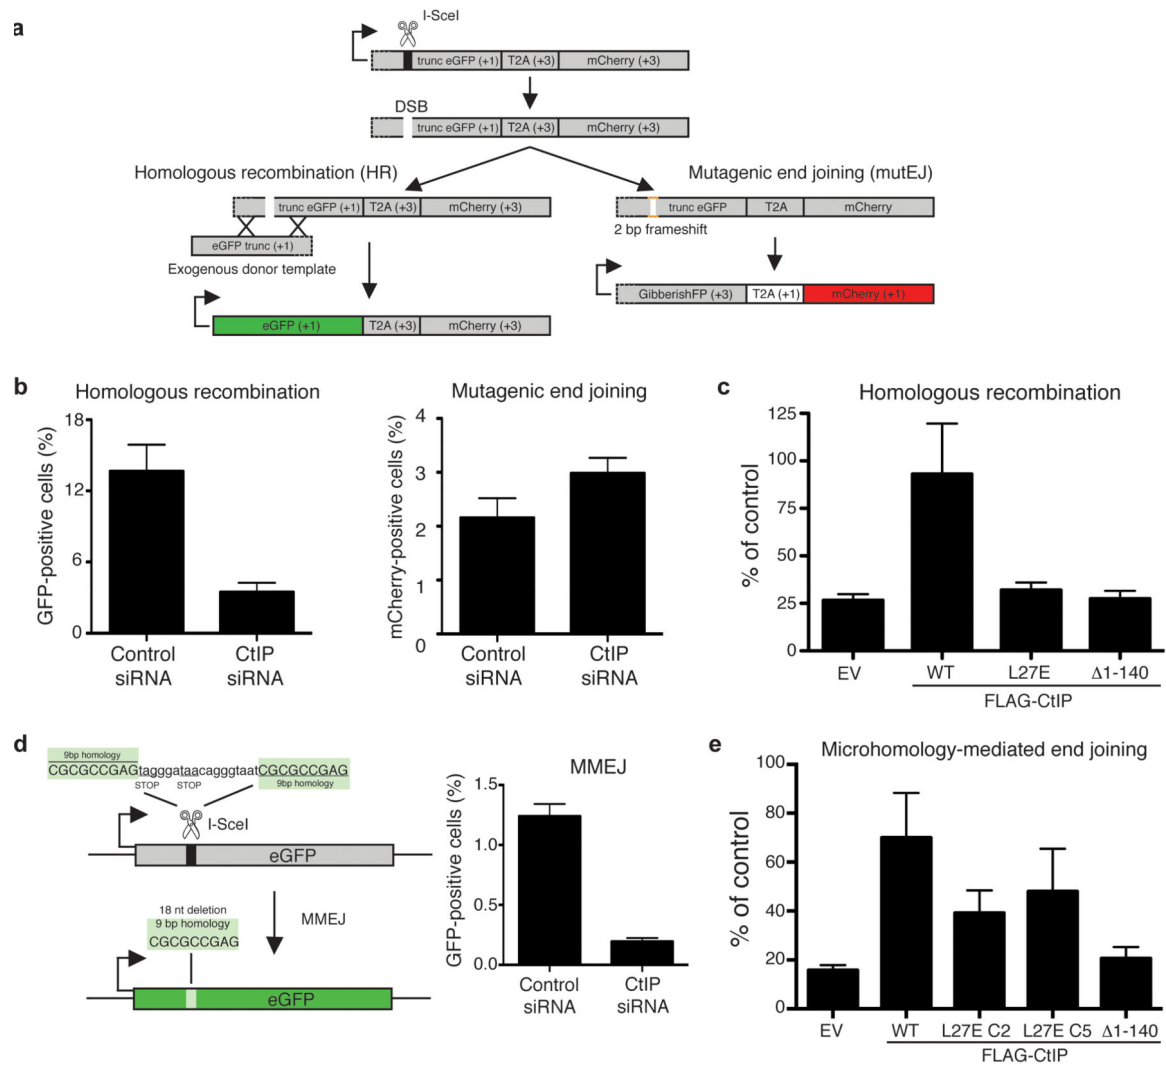 a
I-SceI
trunc eGFP (+1) T2A (+3) mCherry (+3)
DSB
trunc eGFP (+1) T2A (+3) mCherry (+3)
Homologous recombination (HR)
trunc eGFP (+1) T2A (+3) mCherry (+3)
eGFP trunc (+1)
Exogenous donor template
eGFP (+1) T2A (+3) mCherry (+3)
Mutagenic end joining (mutEJ)
trunc eGFP T2A mCherry
2 bp frameshift
GibberishFP (+3) T2A (+1) mCherry (+1)
b
Homologous recombination
GFP-positive cells (%)
18
12
6
0
Control siRNA
CtIP siRNA
Mutagenic end joining
mCherry-positive cells (%)
4
3
2
1
0
Control siRNA
CtIP siRNA
c
Homologous recombination
% of control
125
100
75
50
25
0
EV WT L27E Δ1-140
FLAG-CtIP
d
9bp homology
CGCGCCGAGtagggataacagggtaatCGCGCCGAG
STOP STOP 9bp homology
I-SceI
eGFP
18 nt deletion
9 bp homology
CGCGCCGAG
MMEJ
eGFP
MMEJ
GFP-positive cells (%)
1.5
1.0
0.5
0.0
Control siRNA
CtIP siRNA
e
Microhomology-mediated end joining
% of control
100
80
60
40
20
0
EV WT L27E C2 L27E C5 Δ1-140
FLAG-CtIP